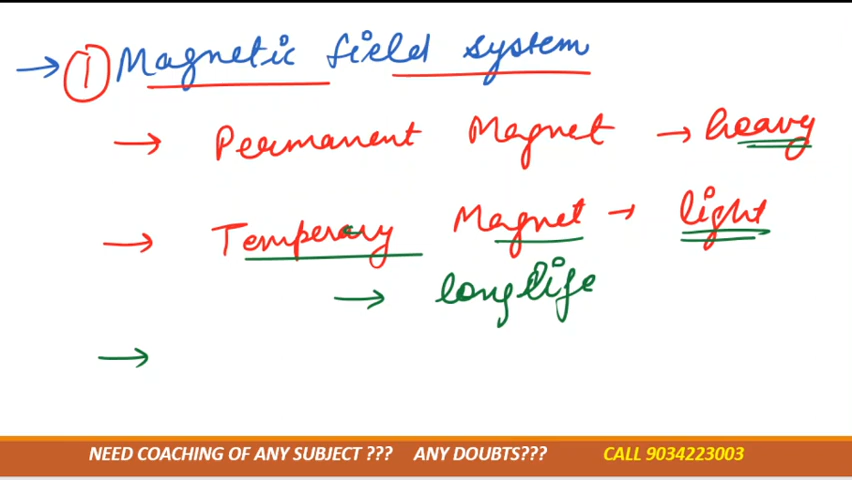 → ① Magnetic field system
→ Permanent Magnet → heavy
→ Temperary Magnet → light
→ long life
→
NEED COACHING OF ANY SUBJECT ??? ANY DOUBTS??? CALL 9034223003